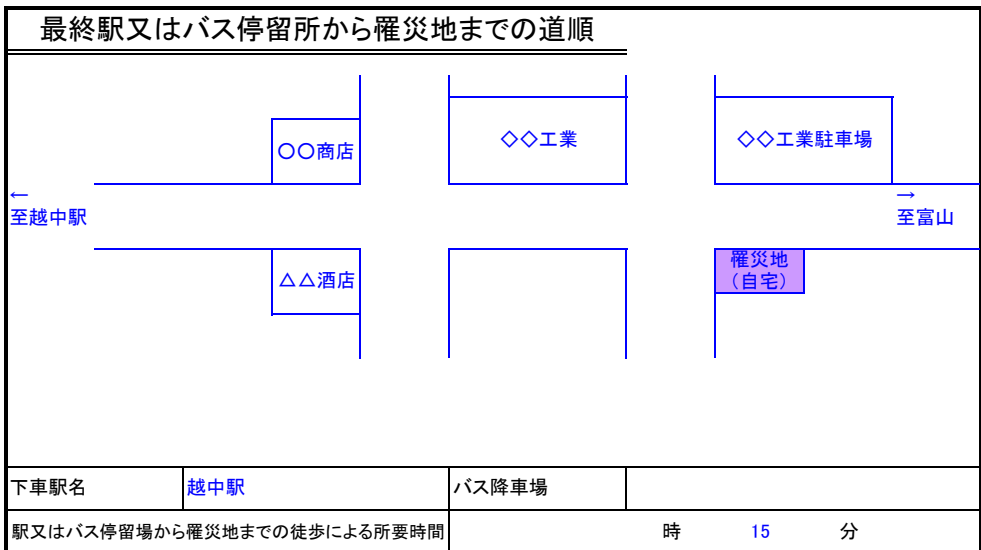 最終駅又はバス停留所から罹災地までの道順
〇〇商店
◇◇工業
◇◇工業駐車場
←
至越中駅
→
至富山
△△酒店
罹災地
（自宅）
下車駅名
越中駅
バス降車場
駅又はバス停留場から罹災地までの徒歩による所要時間
時 15 分